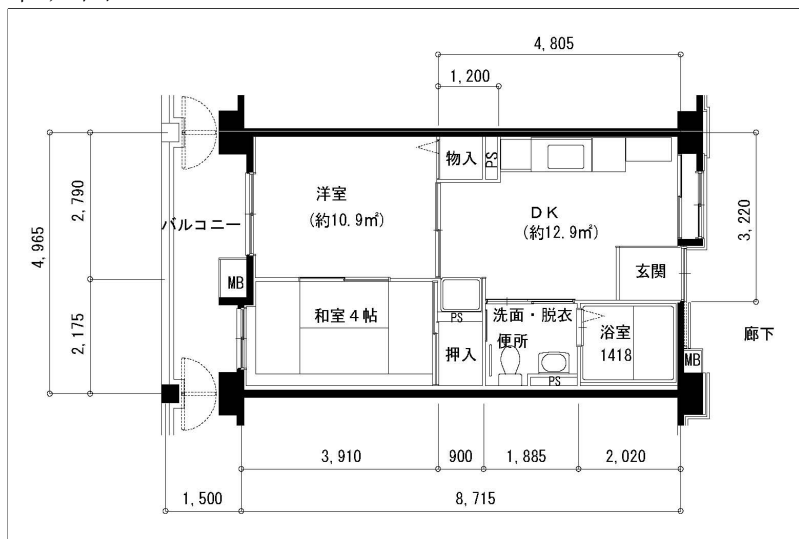 4,805
1,200
物入
PS
洋室
(約10.9㎡)
DK
(約12.9㎡)
2,790
3,220
4,965
バルコニー
玄関
MB
2,175
和室4帖
PS
洗面・脱衣
便所
浴室
1418
廊下
押入
PS
MB
3,910
900
1,885
2,020
1,500
8,715